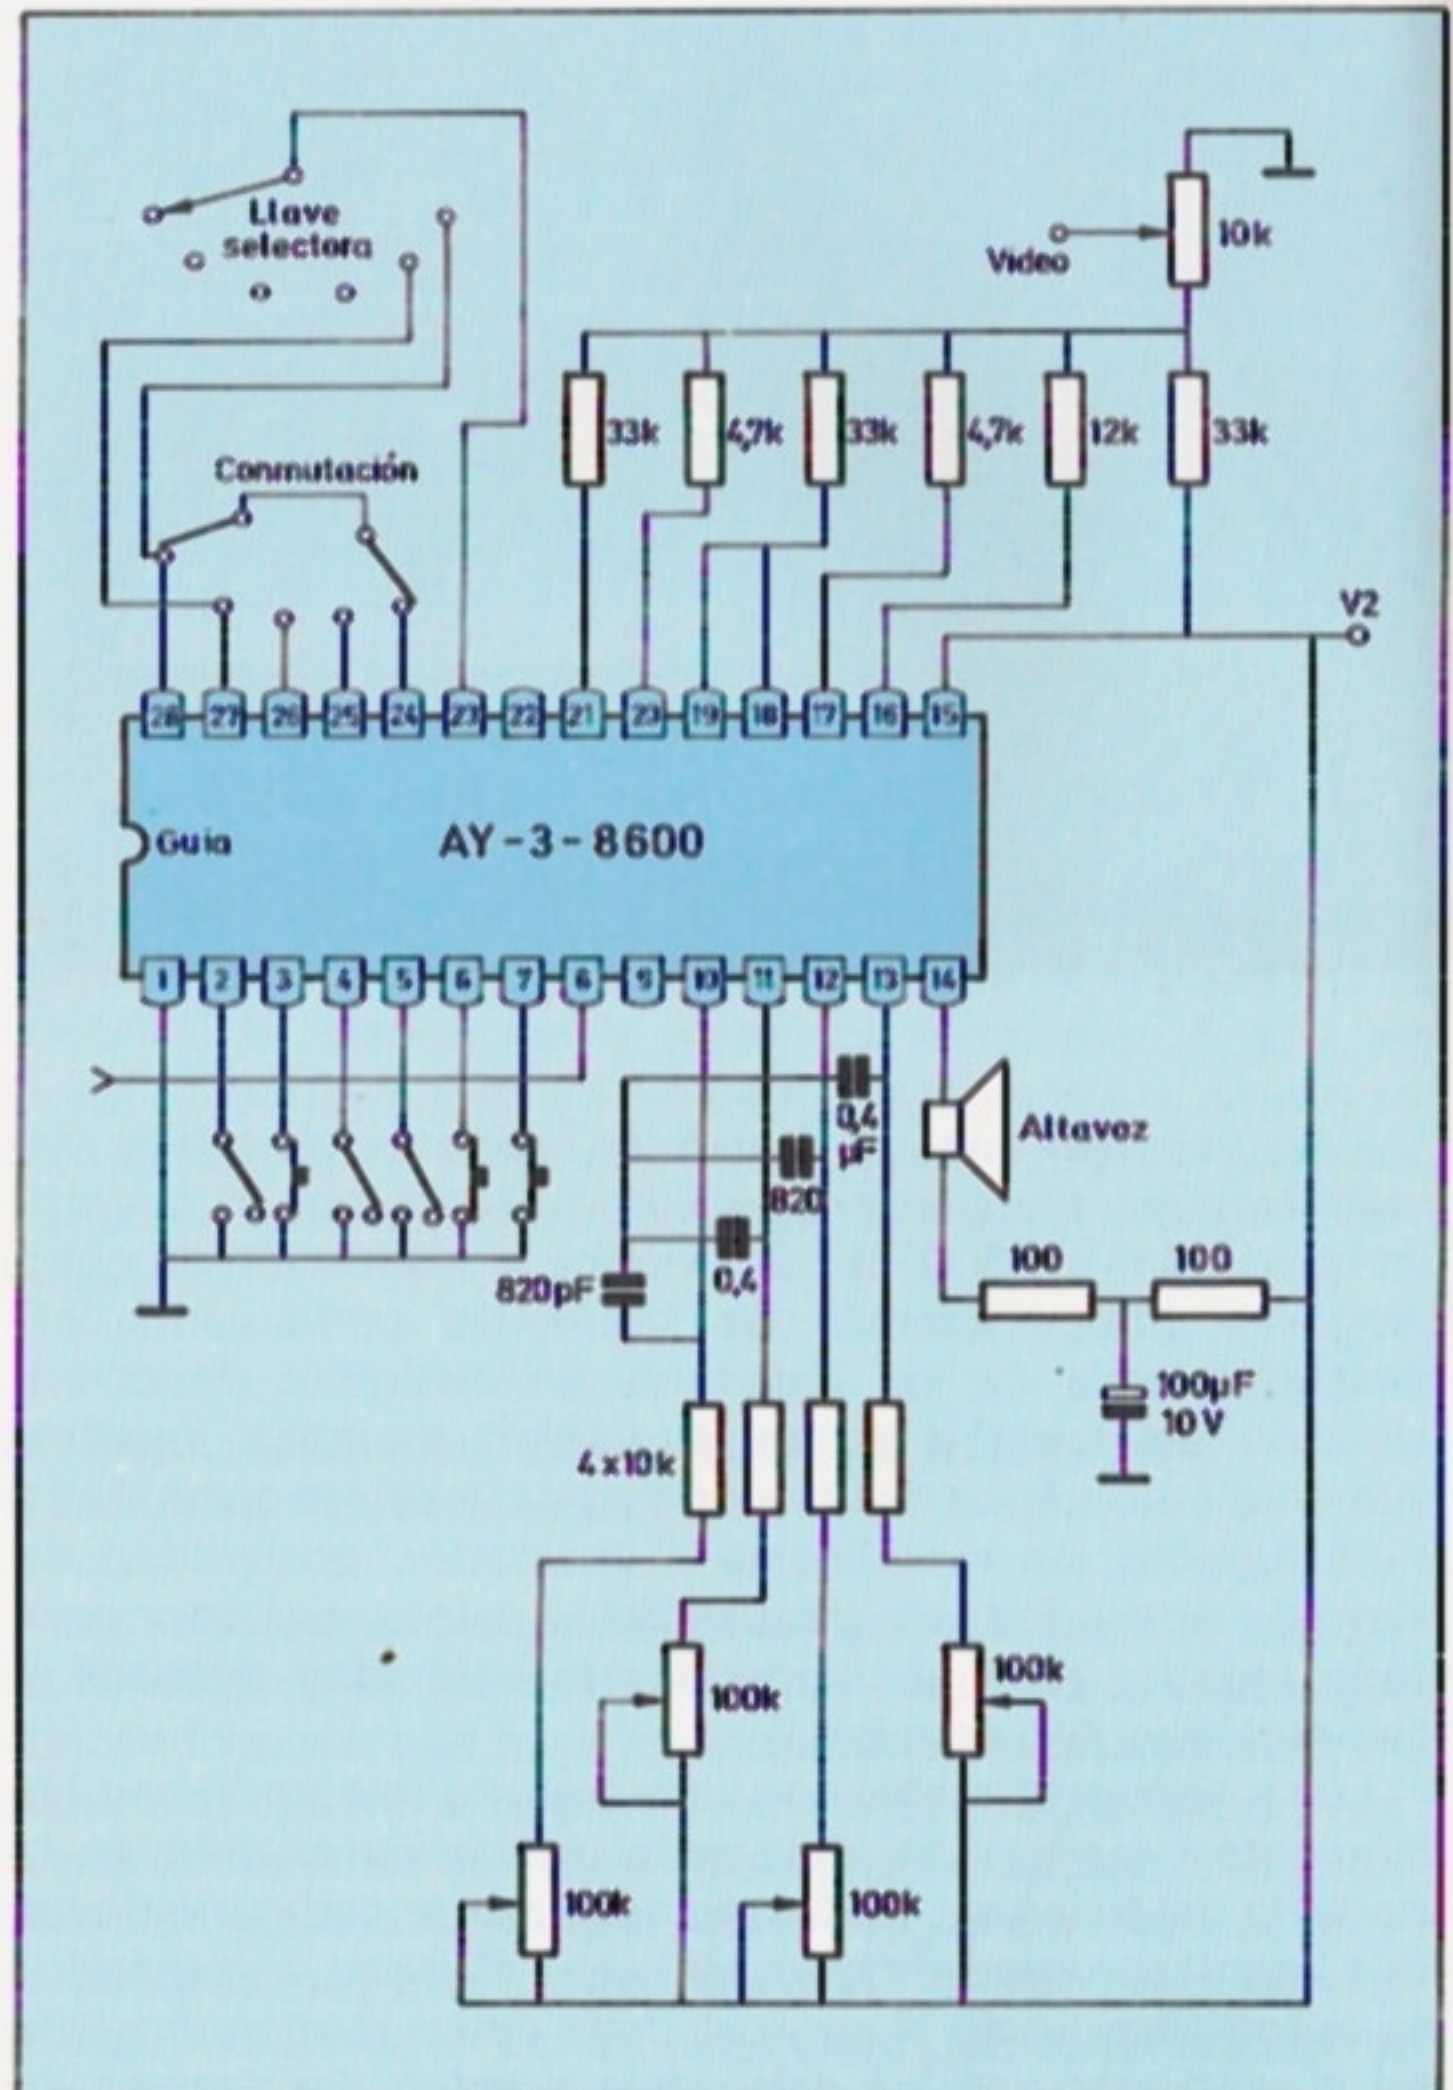 Llave
selectora
Video
10k
33k
4,7k
33k
4,7k
12k
33k
Conmutación
V2
28 27 26 25 24 23 22 21 20 19 18 17 16 15
Guia
AY-3-8600
1 2 3 4 5 6 7 8 9 10 11 12 13 14
0,4
µF
Altavoz
820
820pF
0,4
100
100
100µF
10V
4x10k
100k
100k
100k
100k